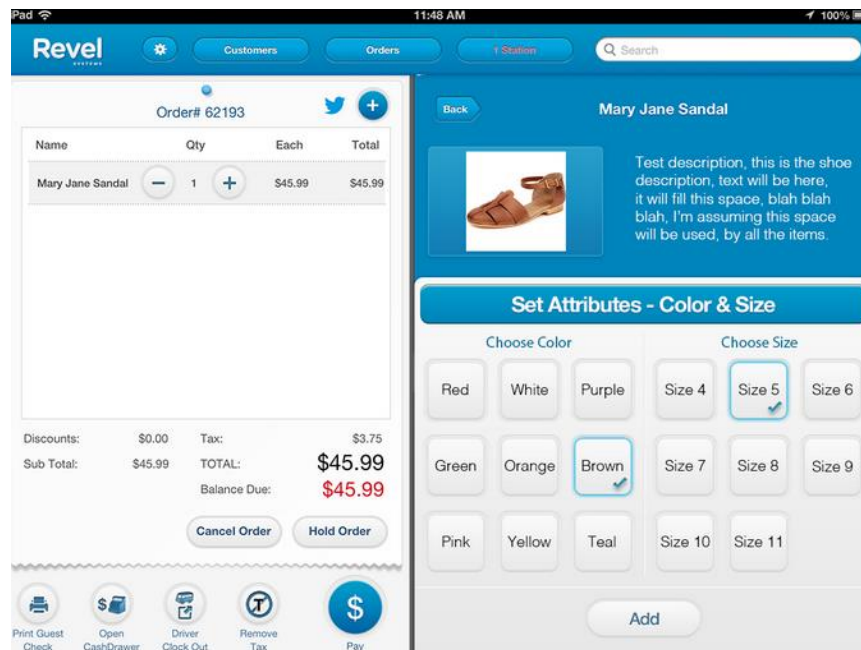 Pad 11:48 AM 100%
Revel Customers Orders 1 Station Search
SYSTEMS
Order# 62193
Name Qty Each Total
Mary Jane Sandal 1 $45.99 $45.99
Discounts: $0.00 Tax: $3.75
Sub Total: $45.99 TOTAL: $45.99
Balance Due: $45.99
Cancel Order Hold Order
Print Guest
Check
Open
CashDrawer
Driver
Clock Out
Remove
Tax
$
Pay
Back Mary Jane Sandal
Test description, this is the shoe
description, text will be here,
it will fill this space, blah blah
blah, I'm assuming this space
will be used, by all the items.
Set Attributes - Color & Size
Choose Color Choose Size
Red White Purple Size 4 Size 5 Size 6
Green Orange Brown Size 7 Size 8 Size 9
Pink Yellow Teal Size 10 Size 11
Add